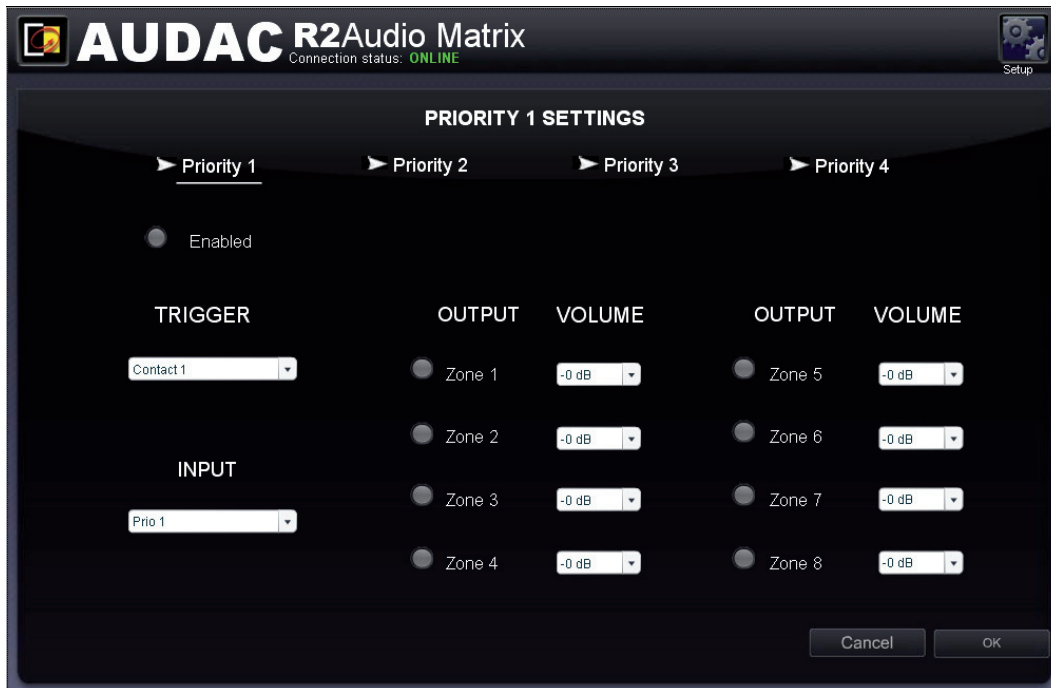 AUDAC R2Audio Matrix
Connection status: ONLINE
Setup
PRIORITY 1 SETTINGS
Priority 1 Priority 2 Priority 3 Priority 4
Enabled
TRIGGER OUTPUT VOLUME OUTPUT VOLUME
Contact 1 Zone 1 -0 dB Zone 5 -0 dB
Zone 2 -0 dB Zone 6 -0 dB
INPUT
Prio 1 Zone 3 -0 dB Zone 7 -0 dB
Zone 4 -0 dB Zone 8 -0 dB
Cancel OK